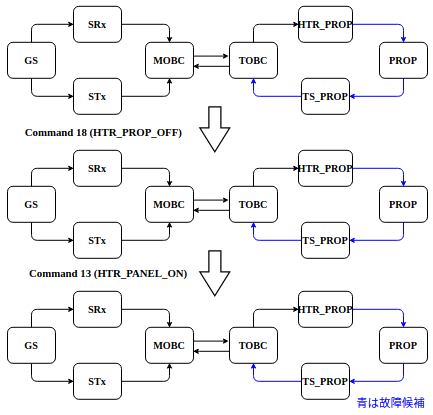 SRx
HTR_PROP
GS
MOBC
TOBC
PROP
STx
TS_PROP
Command 18 (HTR_PROP_OFF)
SRx
HTR_PROP
GS
MOBC
TOBC
PROP
STx
TS_PROP
Command 13 (HTR_PANEL_ON)
SRx
HTR_PROP
GS
MOBC
TOBC
PROP
STx
TS_PROP
青は故障候補